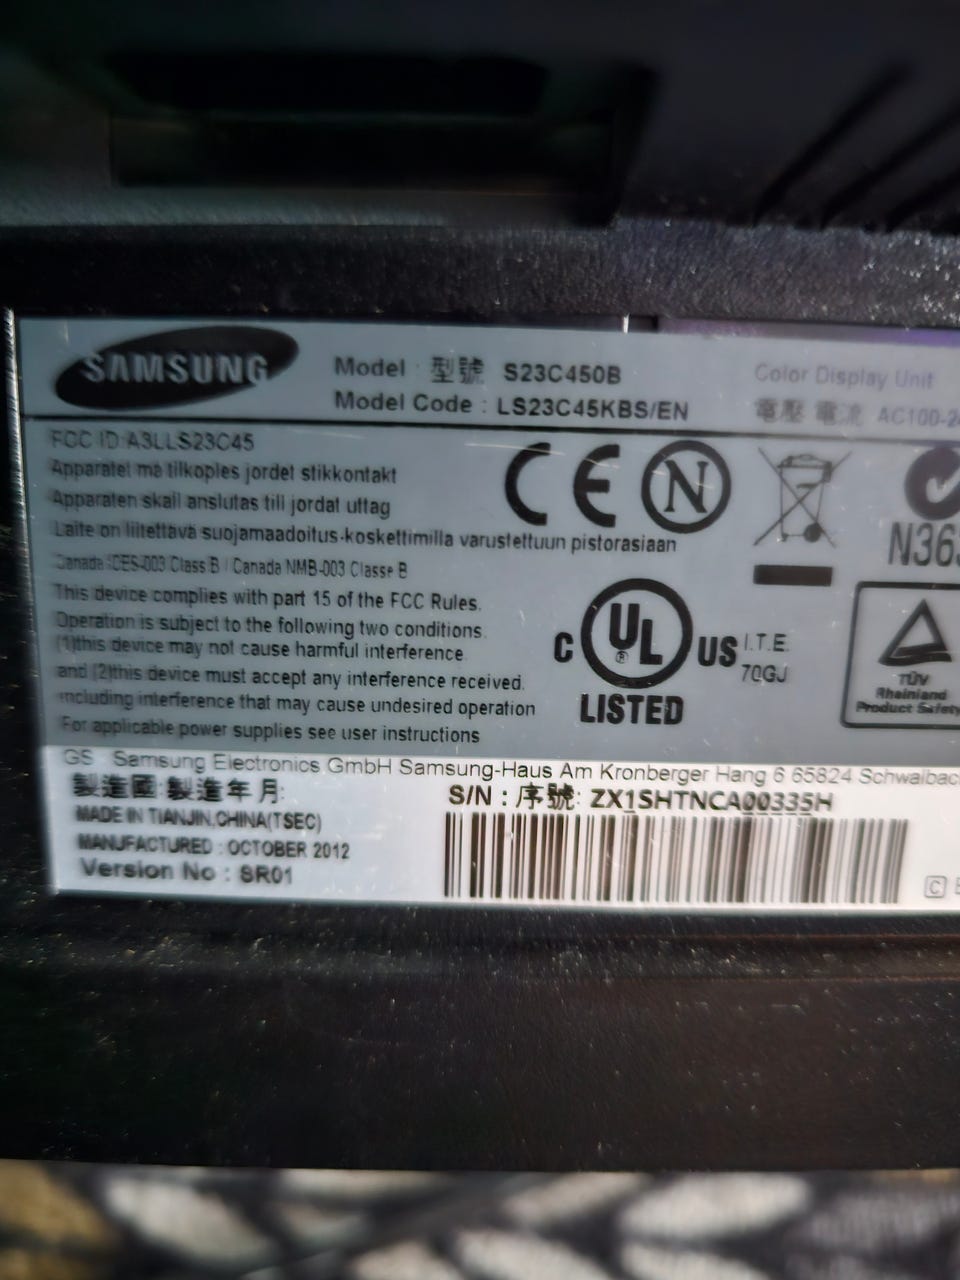 SAMSUNG
Model 型號 S23C450B
Model Code : LS23C45KBS/EN
Color Display Unit
電壓 電流 AC100-24
FCC ID:A3LLS23C45
Apparatet må tilkoples jordet stikkontakt
Apparaten skall anslutas till jordat uttag
Laite on liitettävä suojamaadoitus-koskettimilla varustettuun pistorasiaan
Canada ICES-003 Class B / Canada NMB-003 Classe B
This device complies with part 15 of the FCC Rules.
Operation is subject to the following two conditions.
(1)this device may not cause harmful interference
and (2)this device must accept any interference received.
including interference that may cause undesired operation
For applicable power supplies see user instructions
CE
N
N36
C UL ® US LISTED
I.T.E.
70GJ
TÜV
Rheinland
Product Safety
GS Samsung Electronics GmbH Samsung-Haus Am Kronberger Hang 6 65824 Schwalbac
製造國:製造年月:
MADE IN TIANJIN,CHINA(TSEC)
MANUFACTURED : OCTOBER 2012
Version No : SR01
S/N : 序號: ZX1SHTNCA00335H
C